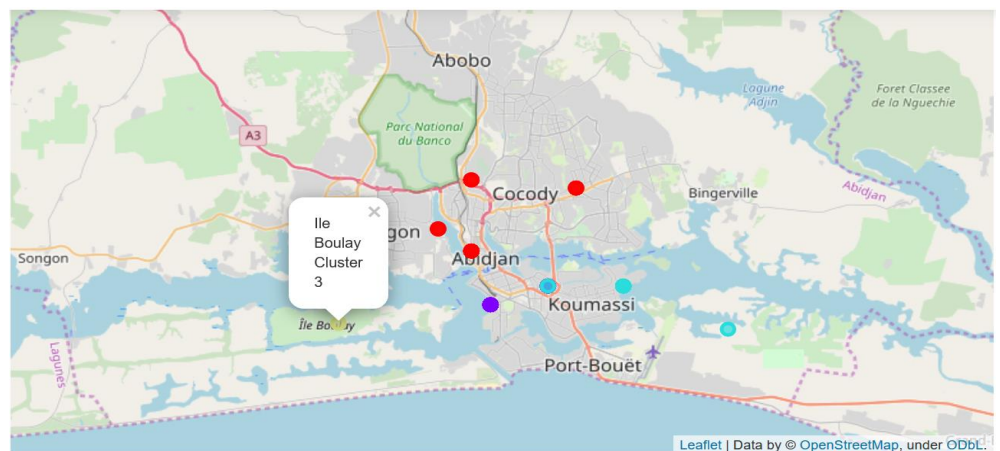 Abobo
Lagune
Adjin
Foret Classee
de la Nguechie
Parc National
du Banco
A3
Cocody
Bingerville
Abidjan
×
Ile
Boulay
Cluster
3
gon
Songon
Abidjan
Koumassi
Île Bo
Lagunes
Port-Bouët
Leaflet | Data by © OpenStreetMap, under ODbL.